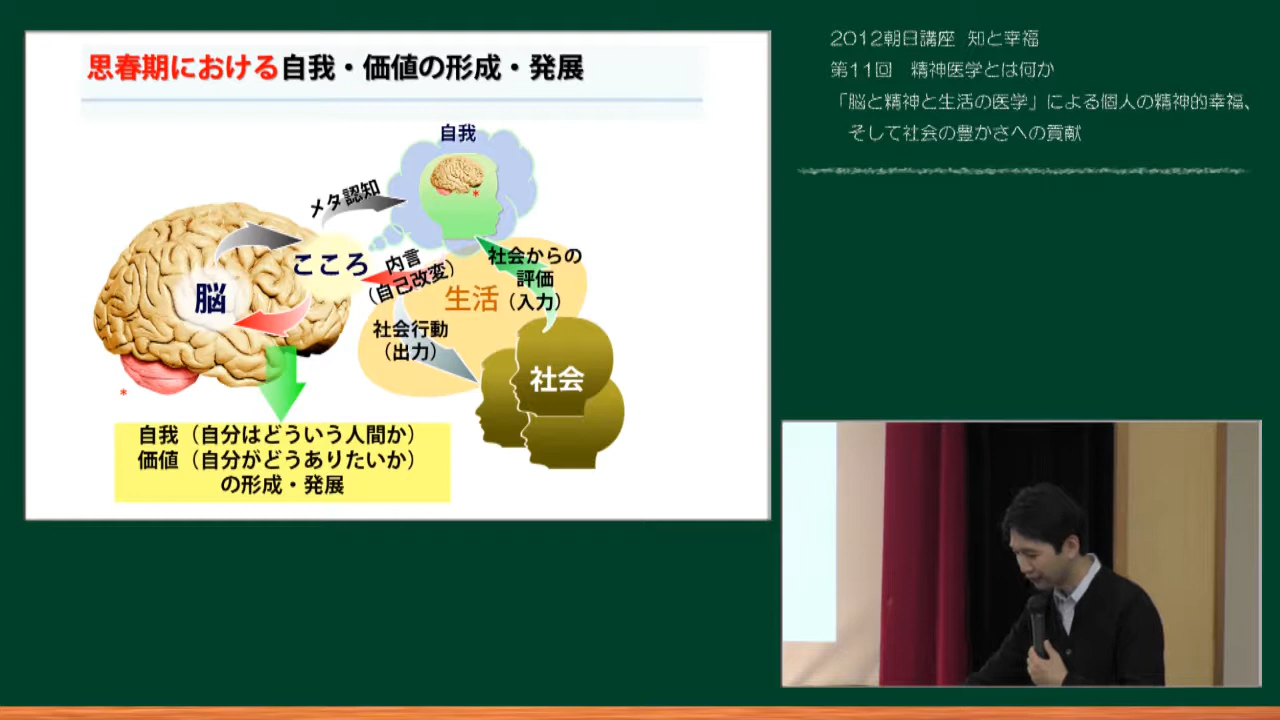 思春期における自我・価値の形成・発展
自我
メタ認知
こころ
脳
内言
（自己改変）
社会からの
評価
（入力）
生活
社会行動
（出力）
社会
*
*
自我（自分はどういう人間か）
価値（自分がどうありたいか）
の形成・発展
2012朝日講座 知と幸福
第11回 精神医学とは何か
「脳と精神と生活の医学」による個人の精神的幸福、
そして社会の豊かさへの貢献